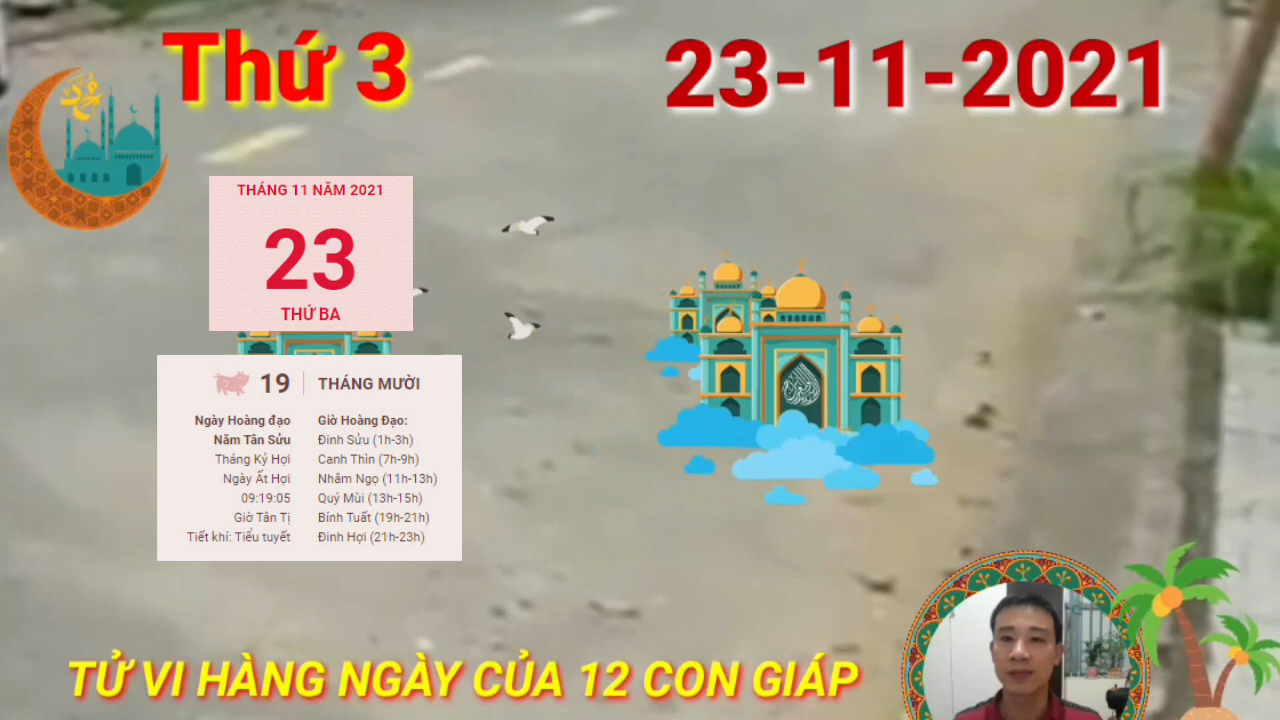 Thứ 3
23-11-2021
THÁNG 11 NĂM 2021
23
THỨ BA
19
THÁNG MƯỜI
Ngày Hoàng đạo
Năm Tân Sửu
Tháng Kỷ Hợi
Ngày Ất Hợi
09:19:05
Giờ Tân Tị
Tiết khí: Tiểu tuyết
Giờ Hoàng Đạo:
Đinh Sửu (1h-3h)
Canh Thìn (7h-9h)
Nhâm Ngọ (11h-13h)
Quý Mùi (13h-15h)
Bính Tuất (19h-21h)
Đinh Hợi (21h-23h)
TỬ VI HÀNG NGÀY CỦA 12 CON GIÁP